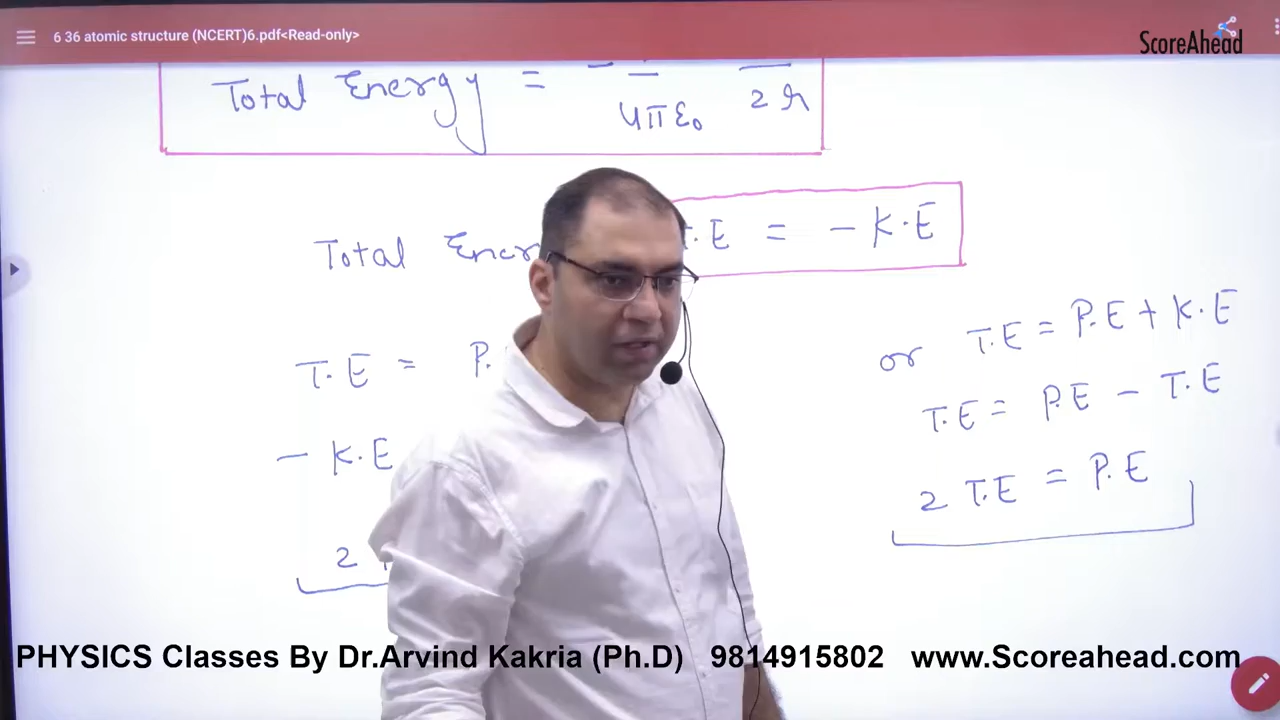 6 36 atomic structure (NCERT)6.pdf<Read-only>
ScoreAhead
Total Energy =
4πε₀ 2r
Total
T.E = - K.E
T.E = P.
- K.E
2
or T.E = P.E + K.E
T.E = P.E - T.E
2 T.E = P.E
PHYSICS Classes By Dr.Arvind Kakria (Ph.D) 9814915802 www.Scoreahead.com